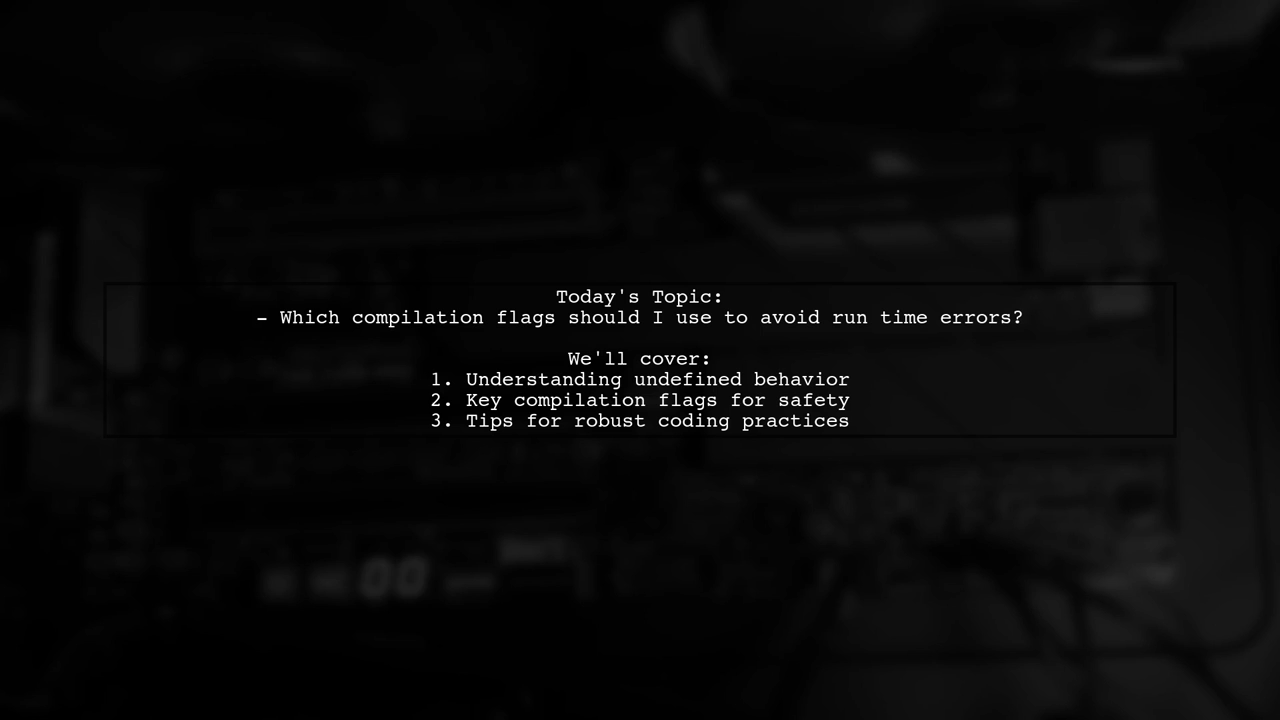 Today's Topic:
- Which compilation flags should I use to avoid run time errors?
We'll cover:
1. Understanding undefined behavior
2. Key compilation flags for safety
3. Tips for robust coding practices
00